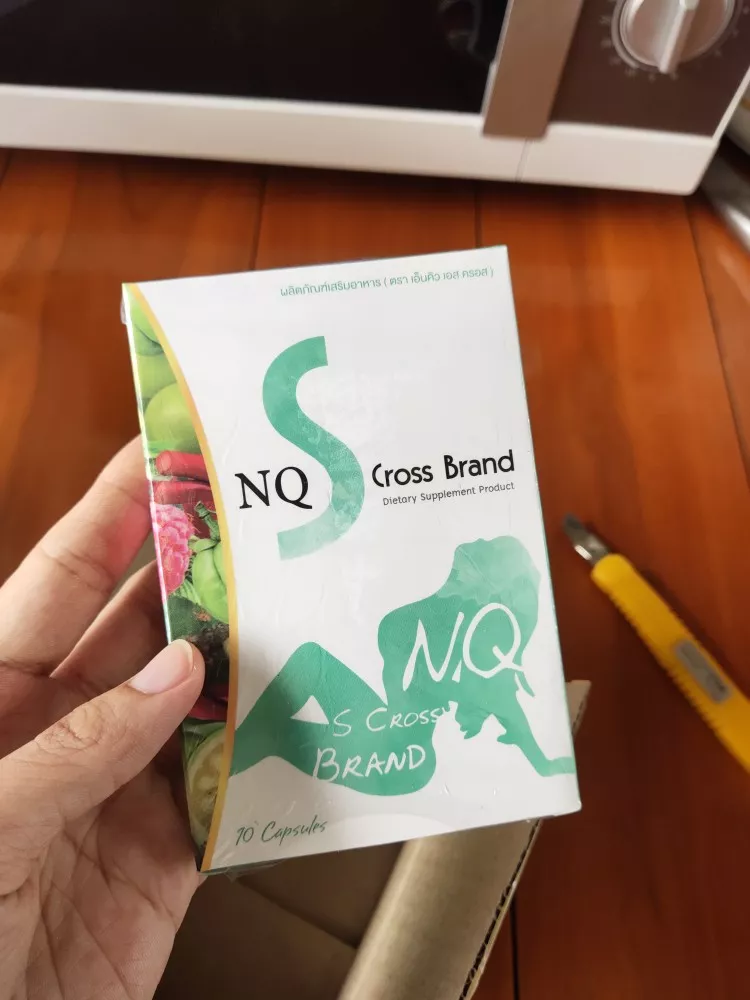 ผลิตภัณฑ์เสริมอาหาร ( ตรา เอ็นคิว เอส ครอส )
NQ S Cross Brand
Dietary Supplement Product
N,Q
S CROSS
BRAND
10 Capsules